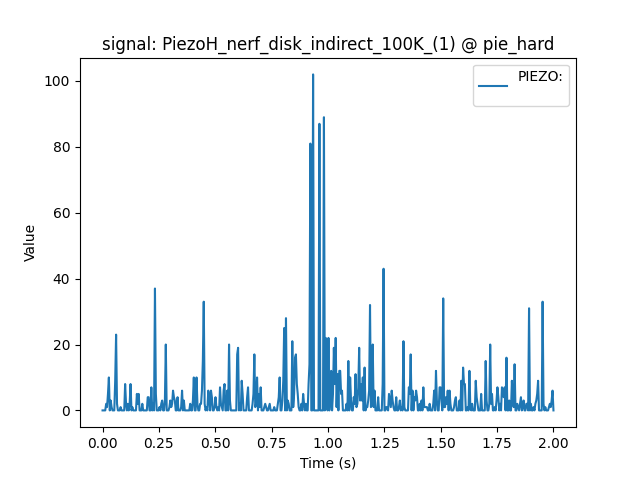 signal: PiezoH_nerf_disk_indirect_100K_(1) @ pie_hard
PIEZO:
Value
100
80
60
40
20
0
0.00 0.25 0.50 0.75 1.00 1.25 1.50 1.75 2.00
Time (s)